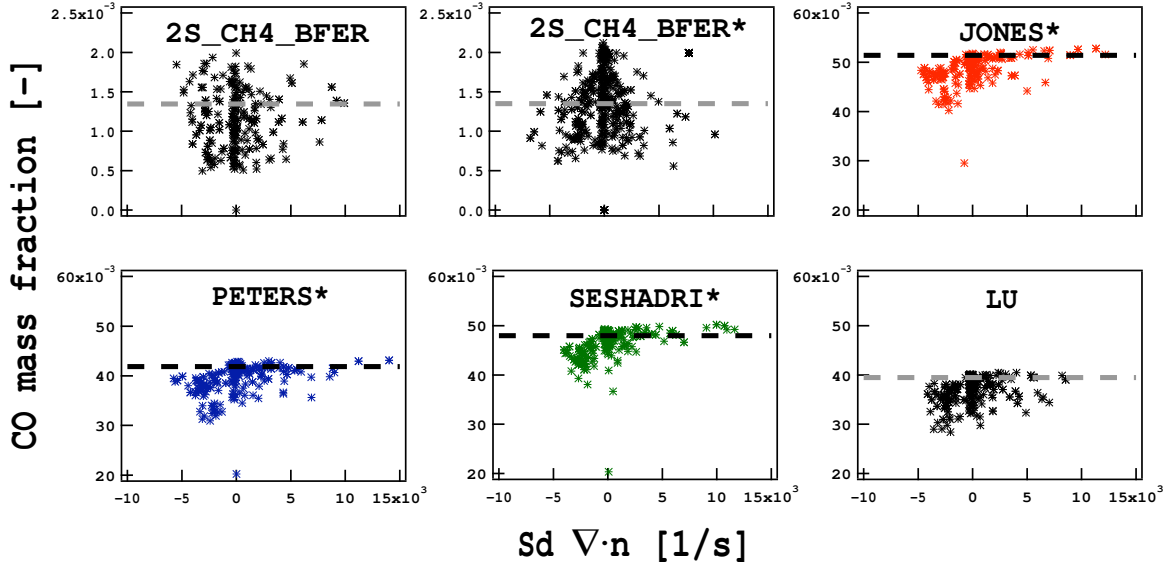 CO mass fraction [-]
2.5x10⁻³
2S_CH4_BFER
2.0
1.5
1.0
0.5
0.0
2.5x10⁻³
2S_CH4_BFER*
2.0
1.5
1.0
0.5
0.0
60x10⁻³
JONES*
50
40
30
20
60x10⁻³
PETERS*
50
40
30
20
-10 -5 0 5 10 15x10³
60x10⁻³
SESHADRI*
50
40
30
20
-10 -5 0 5 10 15x10³
60x10⁻³
LU
50
40
30
20
-10 -5 0 5 10 15x10³
Sd ∇·n [1/s]